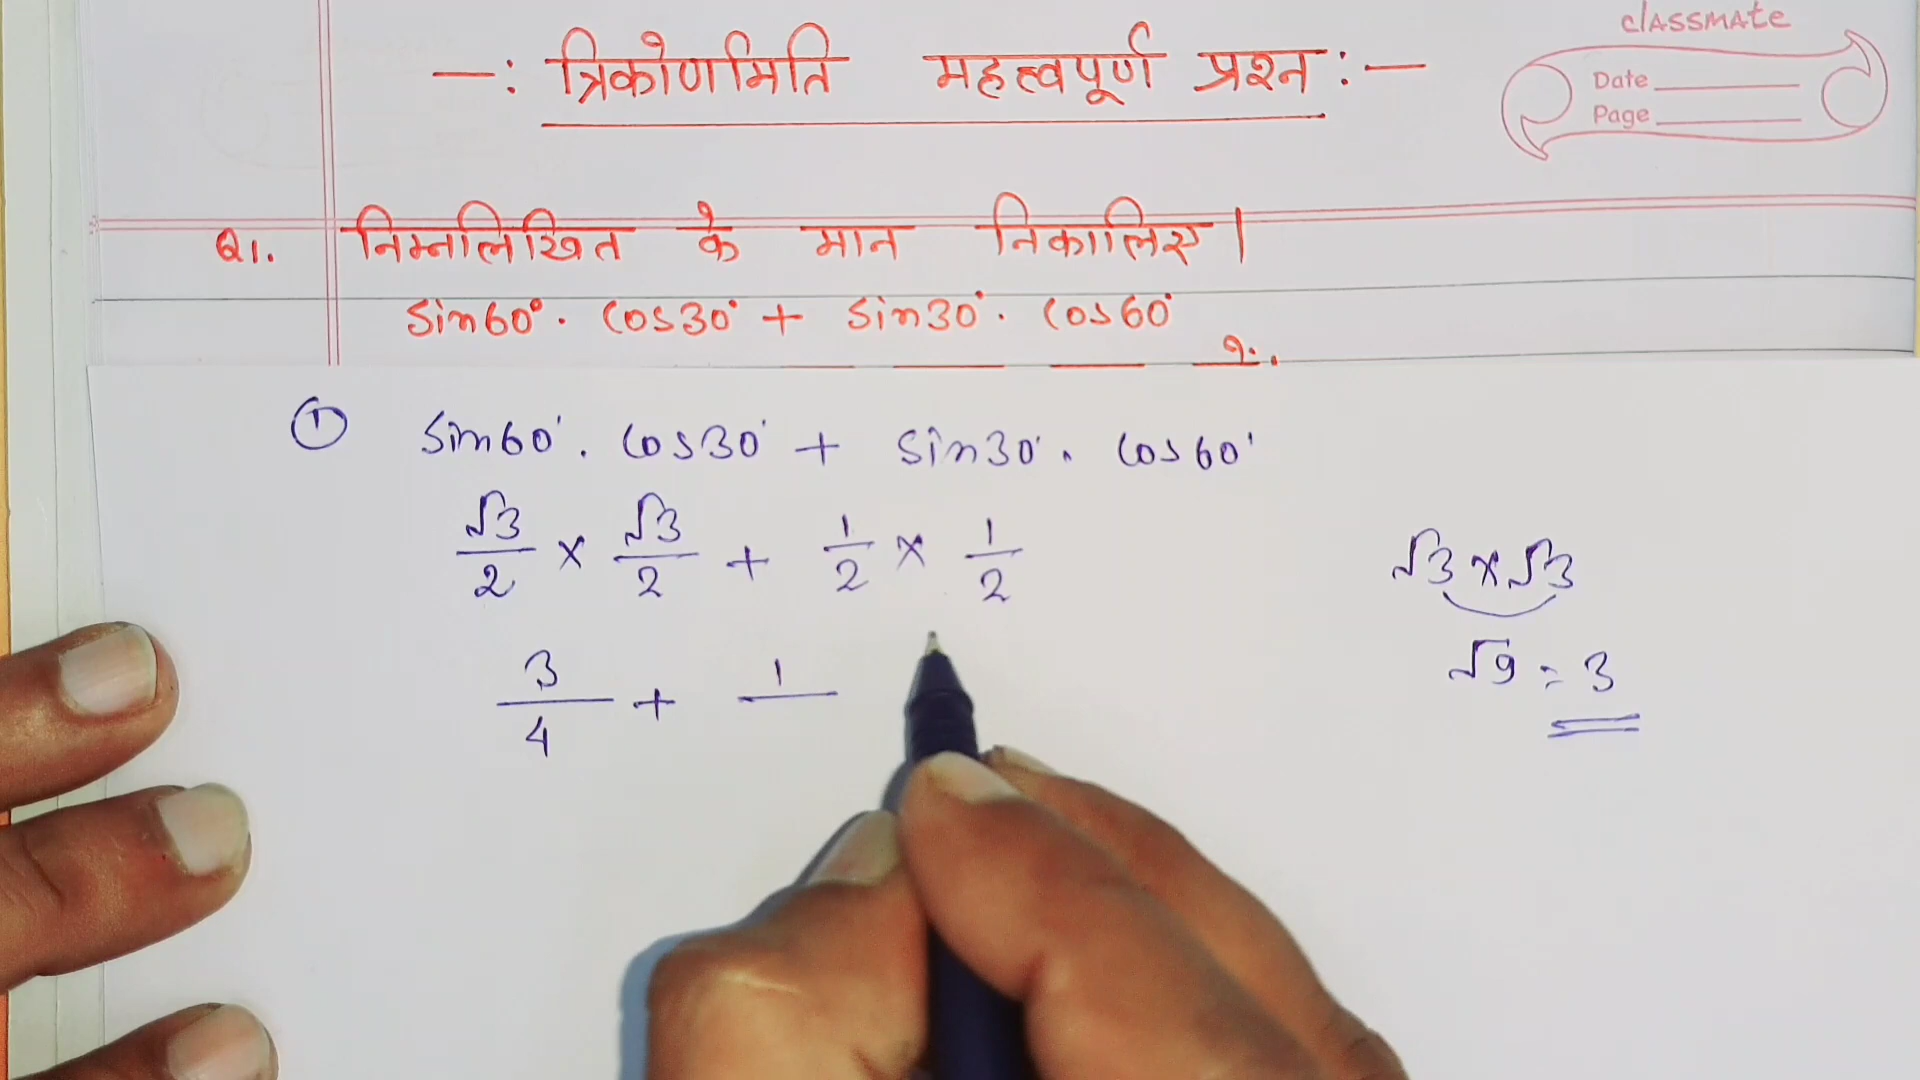 -: त्रिकोणमिति महत्वपूर्ण प्रश्न :-
classmate
Date
Page
Q1. निम्नलिखित के मान निकालिए।
sin60° . cos30° + sin30° . cos60°
① sin60° . cos30° + sin30° . cos60°
√3/2 × √3/2 + 1/2 × 1/2
√3 × √3
√9 = 3
3/4 + 1/